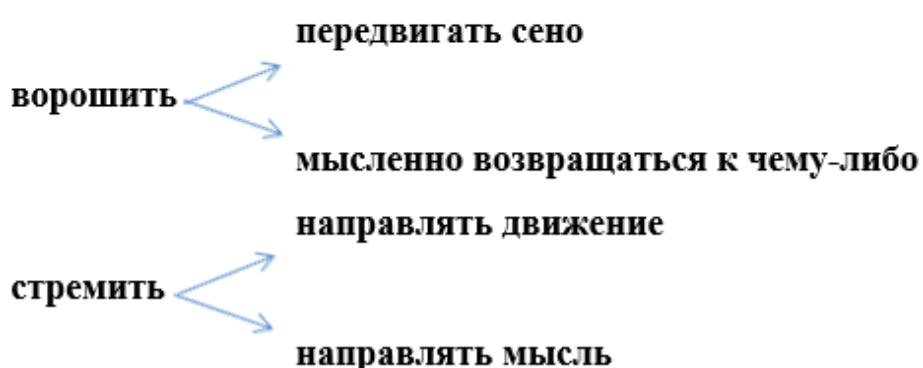 передвигать сено
ворошить
мысленно возвращаться к чему-либо
направлять движение
стремить
направлять мысль